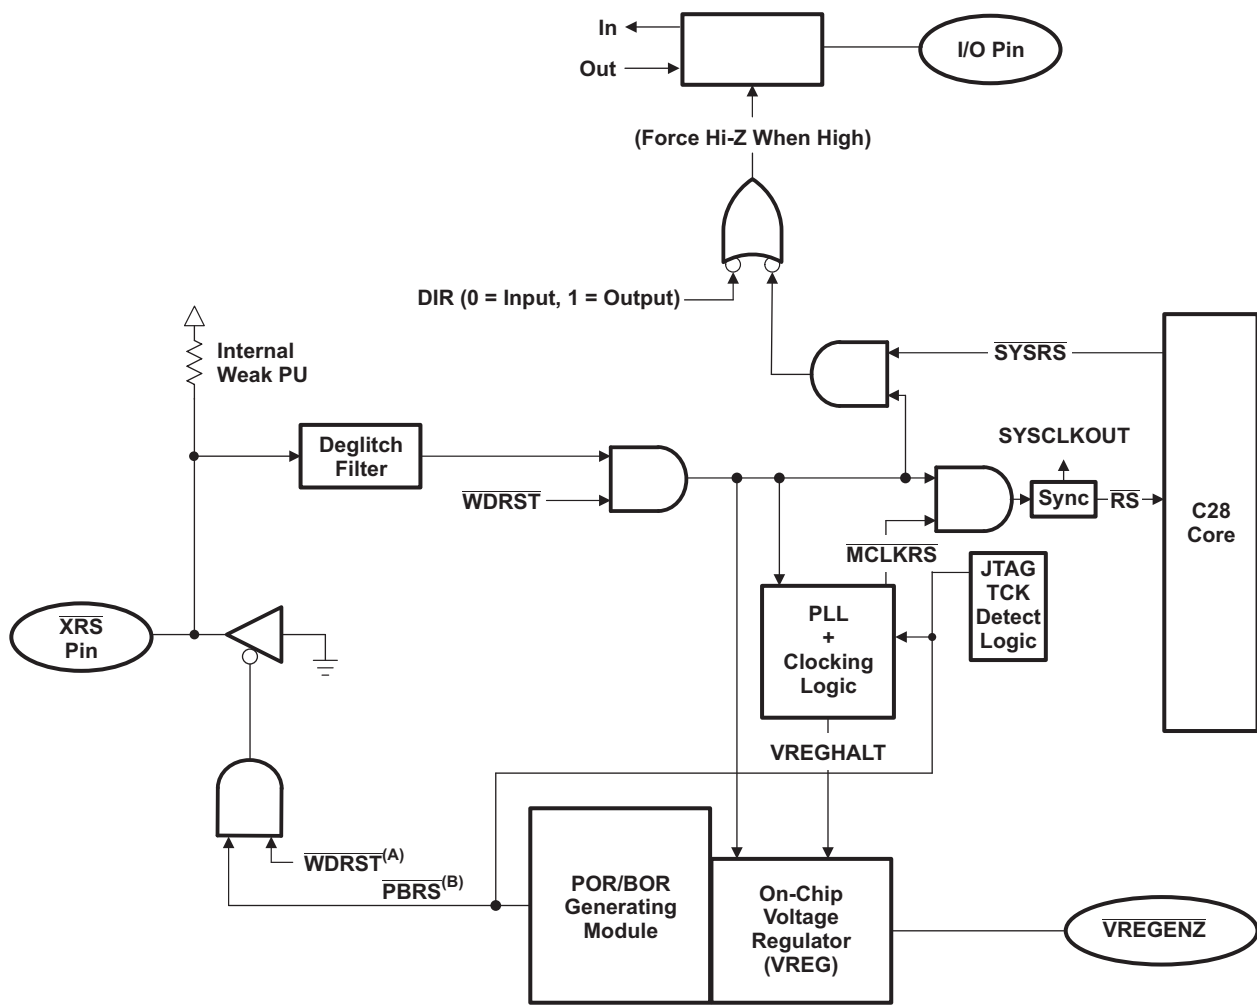 In
Out
I/O Pin
(Force Hi-Z When High)
DIR (0 = Input, 1 = Output)
Internal
Weak PU
SYSRS
Deglitch
Filter
SYSCLKOUT
WDRST
Sync
RS
C28
Core
MCLKRS
JTAG
TCK
Detect
Logic
PLL
+
Clocking
Logic
XRS
Pin
VREGHALT
WDRST(A)
PBRS(B)
POR/BOR
Generating
Module
On-Chip
Voltage
Regulator
(VREG)
VREGENZ